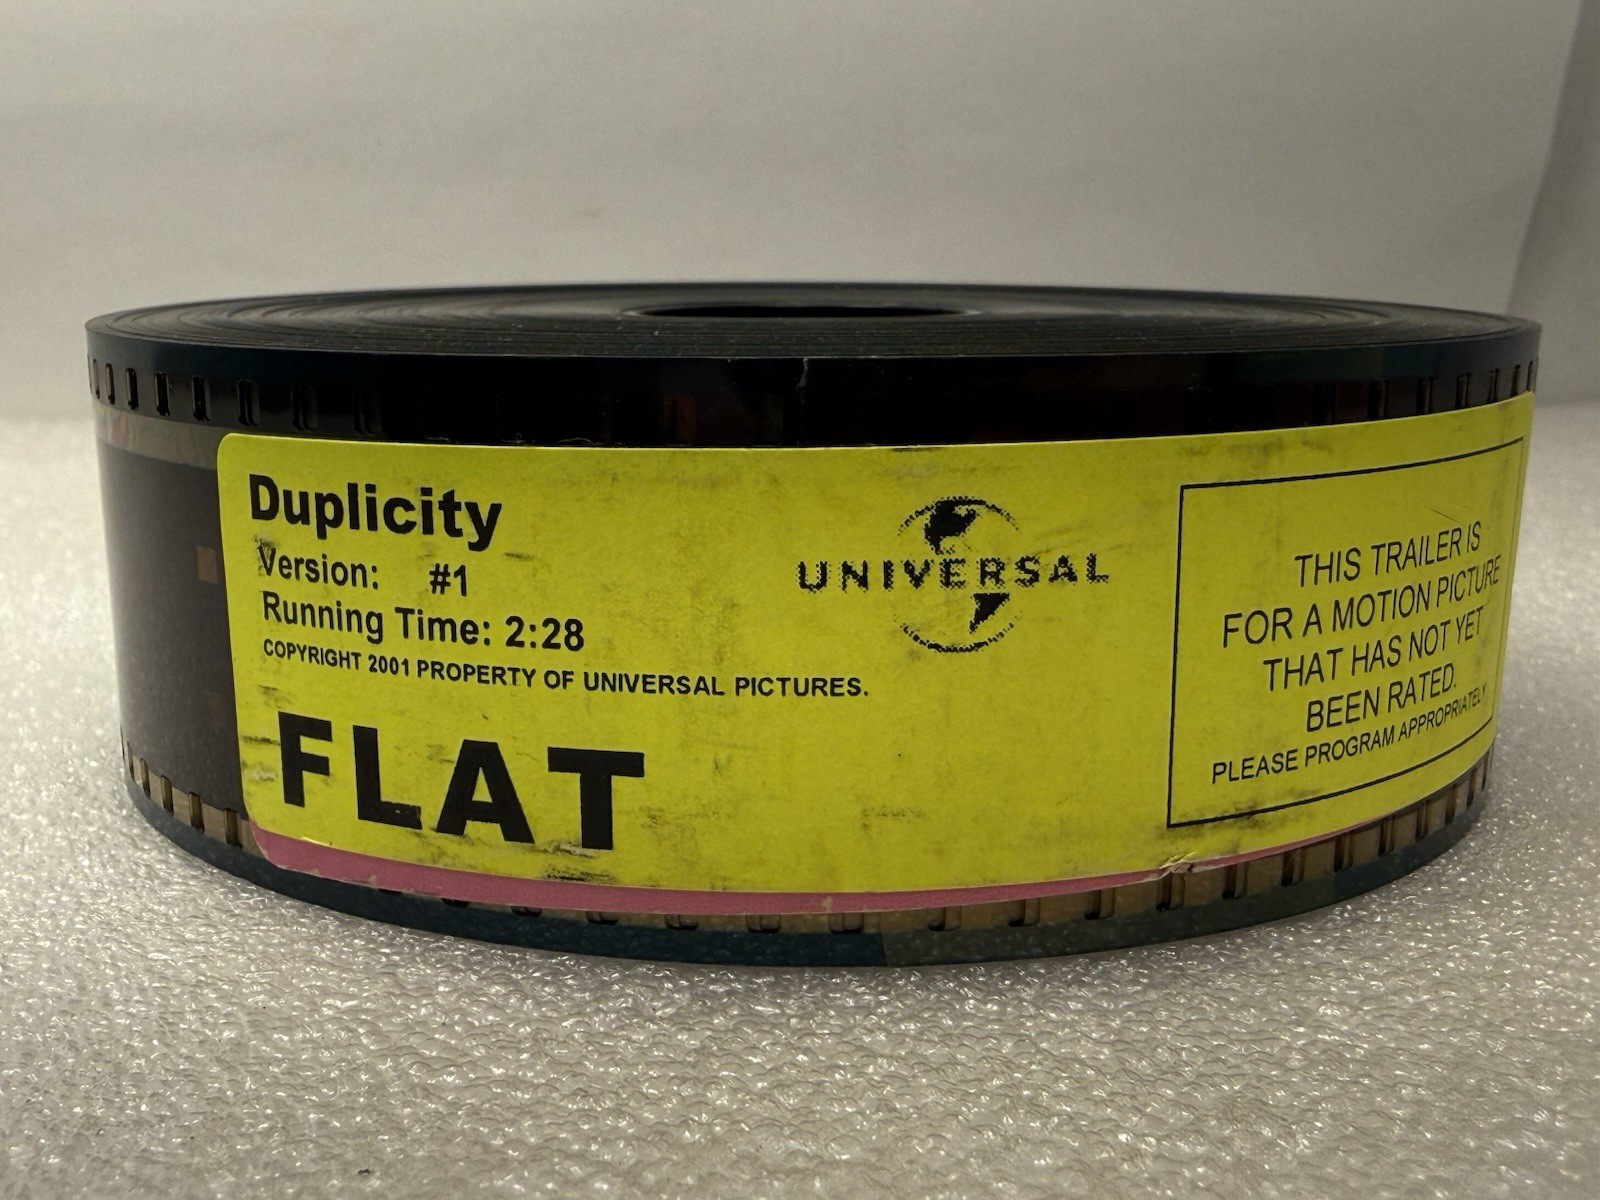 Duplicity
Version: #1
Running Time: 2:28
COPYRIGHT 2001 PROPERTY OF UNIVERSAL PICTURES.
FLAT
UNIVERSAL
THIS TRAILER IS
FOR A MOTION PICTURE
THAT HAS NOT YET
BEEN RATED.
PLEASE PROGRAM APPROPRIATELY